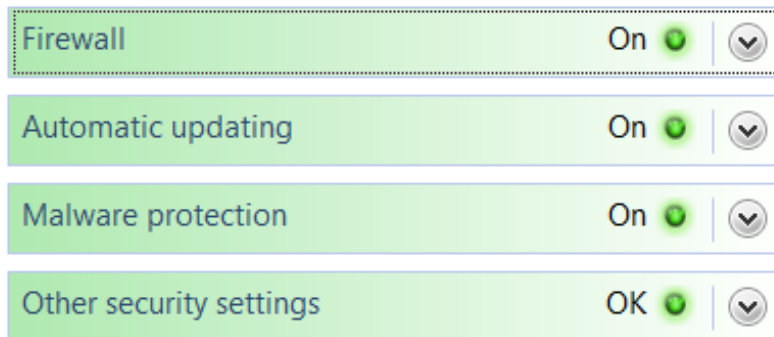 Firewall On
Automatic updating On
Malware protection On
Other security settings OK